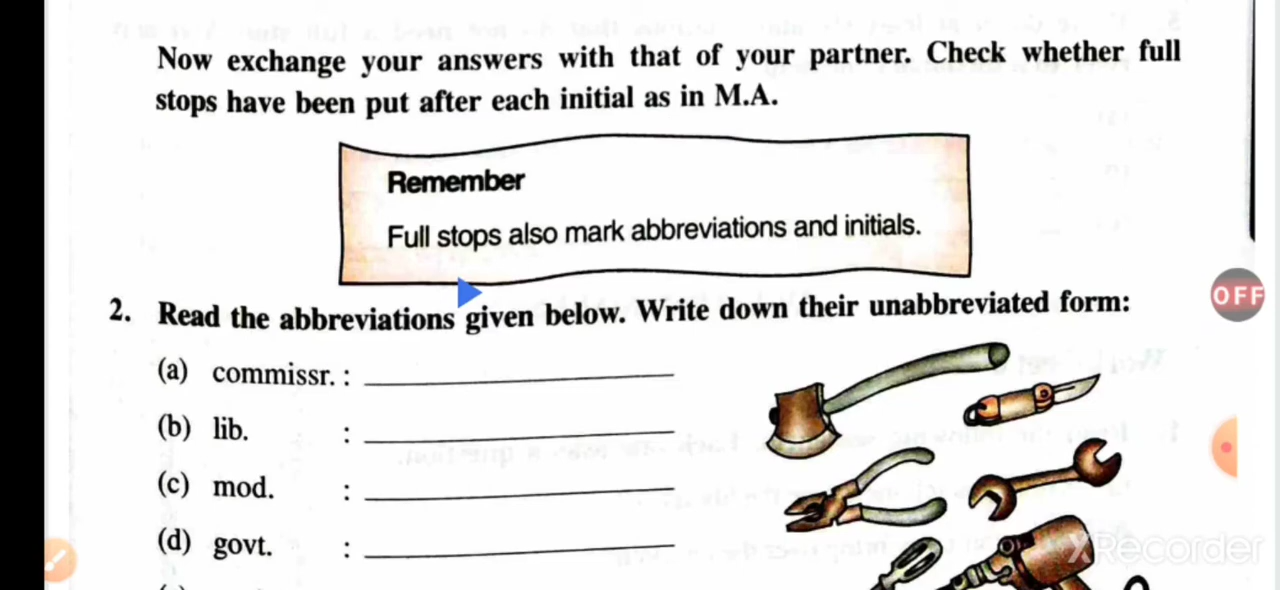 Now exchange your answers with that of your partner. Check whether full
stops have been put after each initial as in M.A.
Remember
Full stops also mark abbreviations and initials.
2. Read the abbreviations given below. Write down their unabbreviated form:
(a) commissr. :
(b) lib. :
(c) mod. :
(d) govt. :
OFF
XRecorder